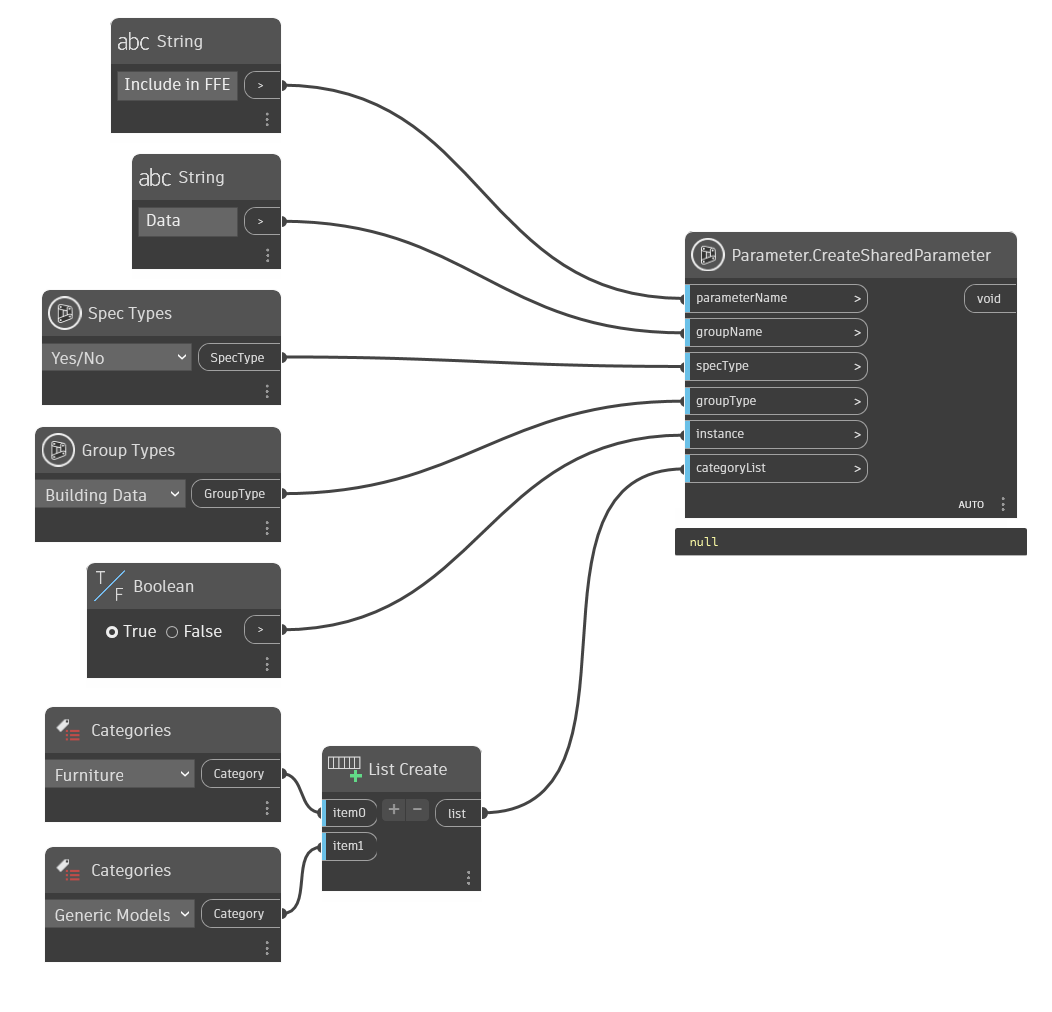 abc String
Include in FFE >
abc String
Data >
Spec Types
Yes/No SpecType
Group Types
Building Data GroupType
T/F Boolean
True False >
Categories
Furniture Category
Categories
Generic Models Category
List Create
item0 + - list
item1
Parameter.CreateSharedParameter
parameterName > void
groupName >
specType >
groupType >
instance >
categoryList >
AUTO
null